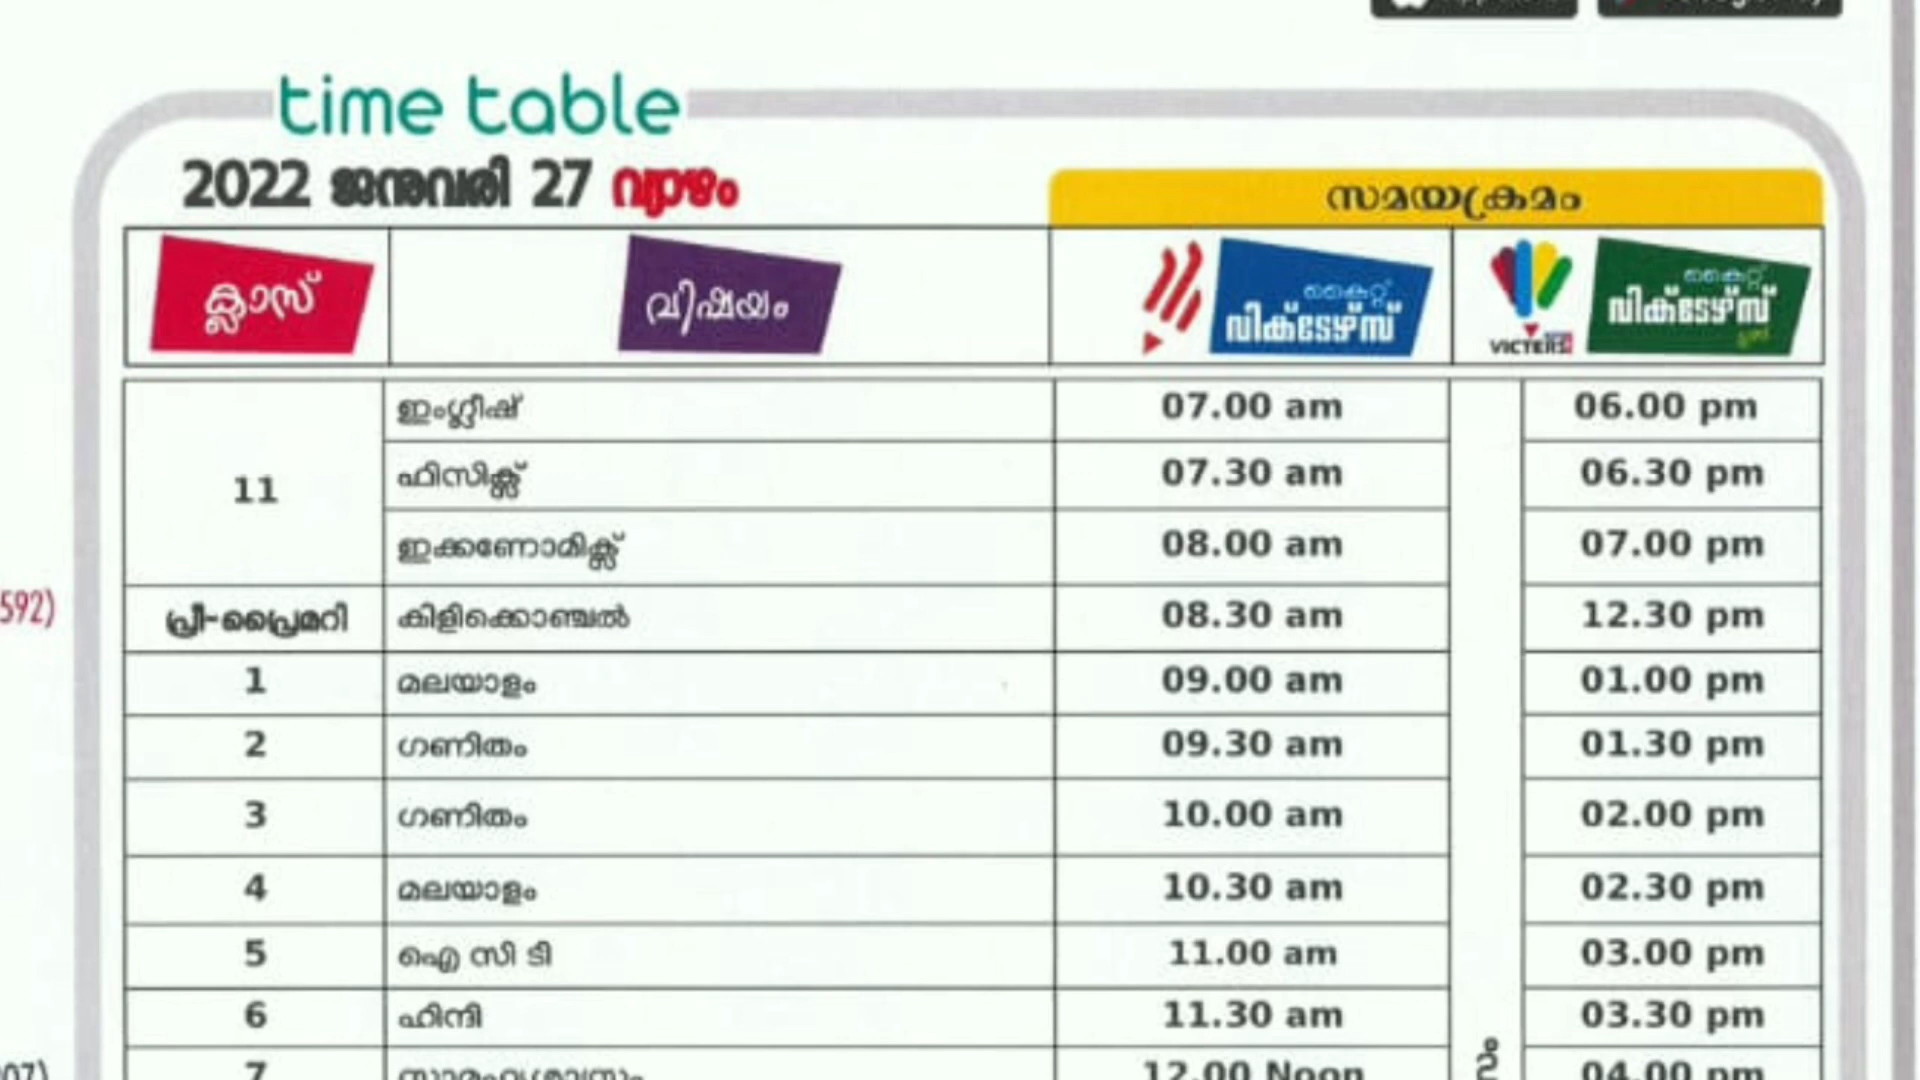 time table
2022 ജനുവരി 27 വ്യാഴം
സമയക്രമം
ക്ലാസ് വിഷയം കൈറ്റ് വിക്ടേഴ്സ് VICTERS കൈറ്റ് വിക്ടേഴ്സ്
11 ഇംഗ്ലീഷ് 07.00 am 06.00 pm
ഫിസിക്സ് 07.30 am 06.30 pm
ഇക്കണോമിക്സ് 08.00 am 07.00 pm
592)
പ്രീ-പ്രൈമറി കിളിക്കൊഞ്ചൽ 08.30 am 12.30 pm
1 മലയാളം 09.00 am 01.00 pm
2 ഗണിതം 09.30 am 01.30 pm
3 ഗണിതം 10.00 am 02.00 pm
4 മലയാളം 10.30 am 02.30 pm
5 ഐ സി ടി 11.00 am 03.00 pm
6 ഹിന്ദി 11.30 am 03.30 pm
7 സാമൂഹ്യശാസ്ത്രം 12.00 Noon 04.00 pm